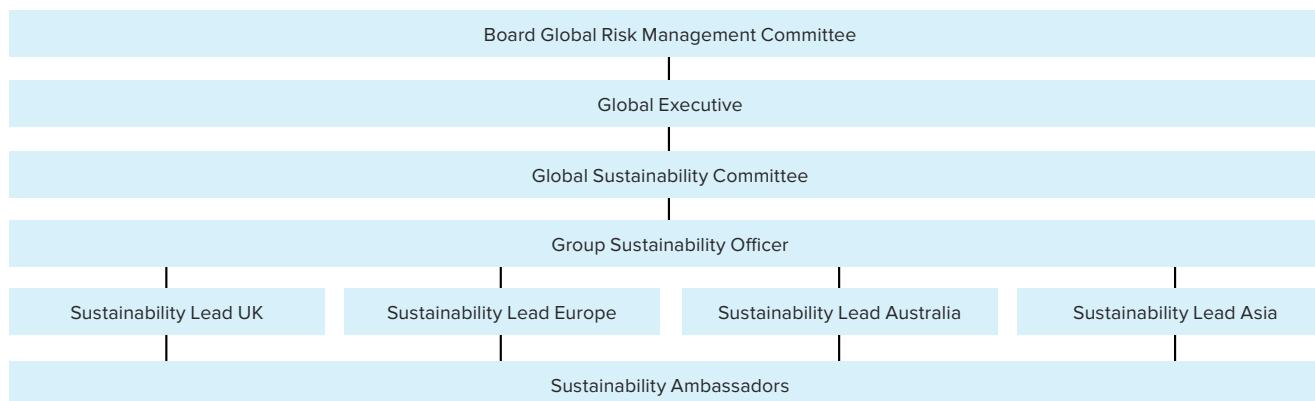 Board Global Risk Management Committee
Global Executive
Global Sustainability Committee
Group Sustainability Officer
Sustainability Lead UK
Sustainability Lead Europe
Sustainability Lead Australia
Sustainability Lead Asia
Sustainability Ambassadors